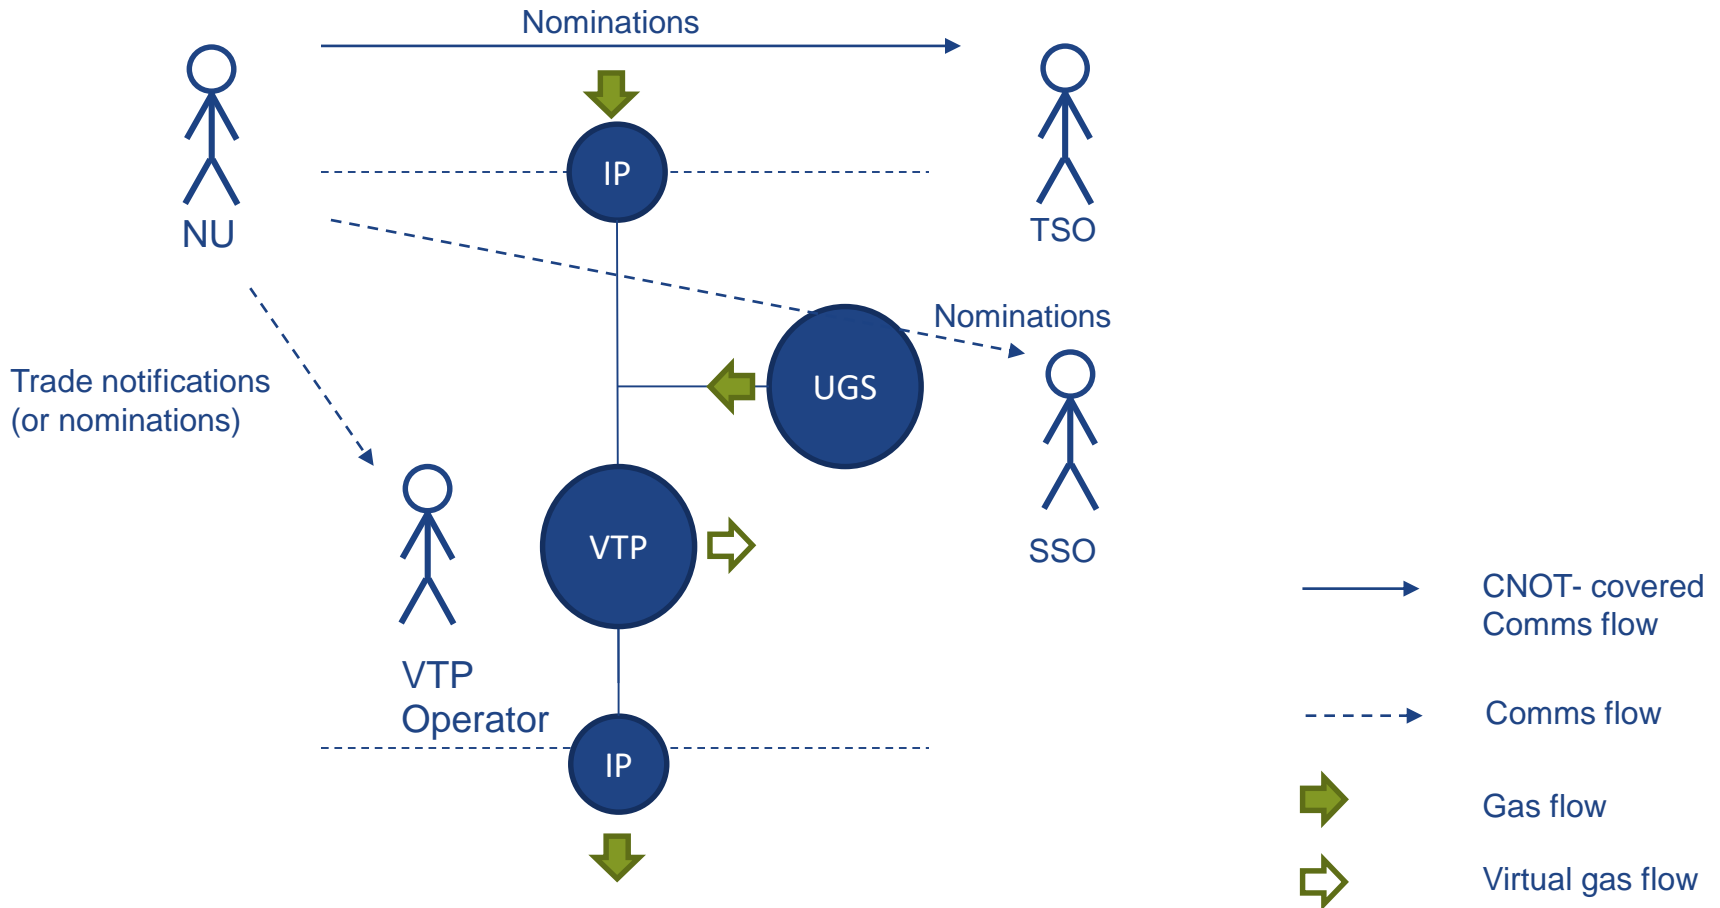 Nominations
IP
NU
TSO
Nominations
Trade notifications
(or nominations)
UGS
VTP
SSO
VTP
Operator
IP
CNOT- covered
Comms flow
Comms flow
Gas flow
Virtual gas flow